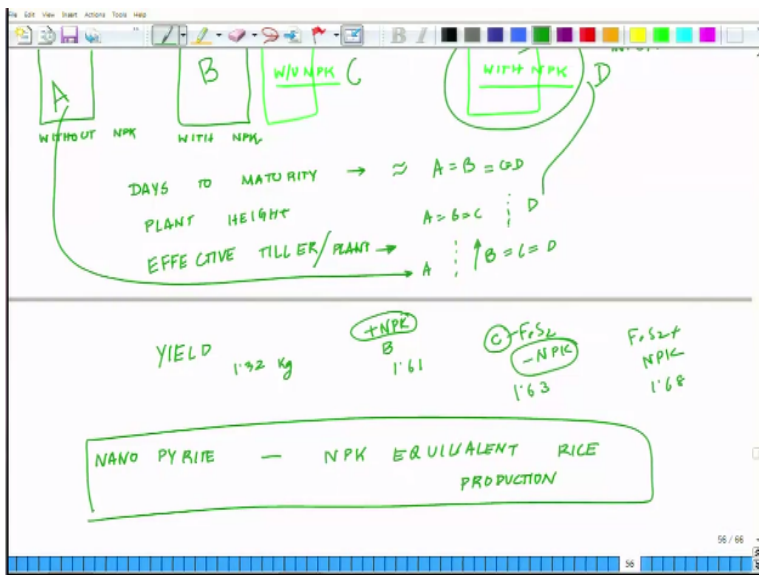 File Edit View Insert Actions Tools Help
A
B
W/O NPK C
WITH NPK D
WITHOUT NPK WITH NPK
DAYS TO MATURITY → ≈ A = B = C=D
PLANT HEIGHT A = B = C D
EFFECTIVE TILLER/PLANT → A ↑ B = C = D
YIELD 1.32 Kg
+NPK
B
1.61
C -FeS2
-NPK
1.63
FeS2+
NPK
1.68
NANO PYRITE — NPK EQUIVALENT RICE
PRODUCTION
56 / 66
56